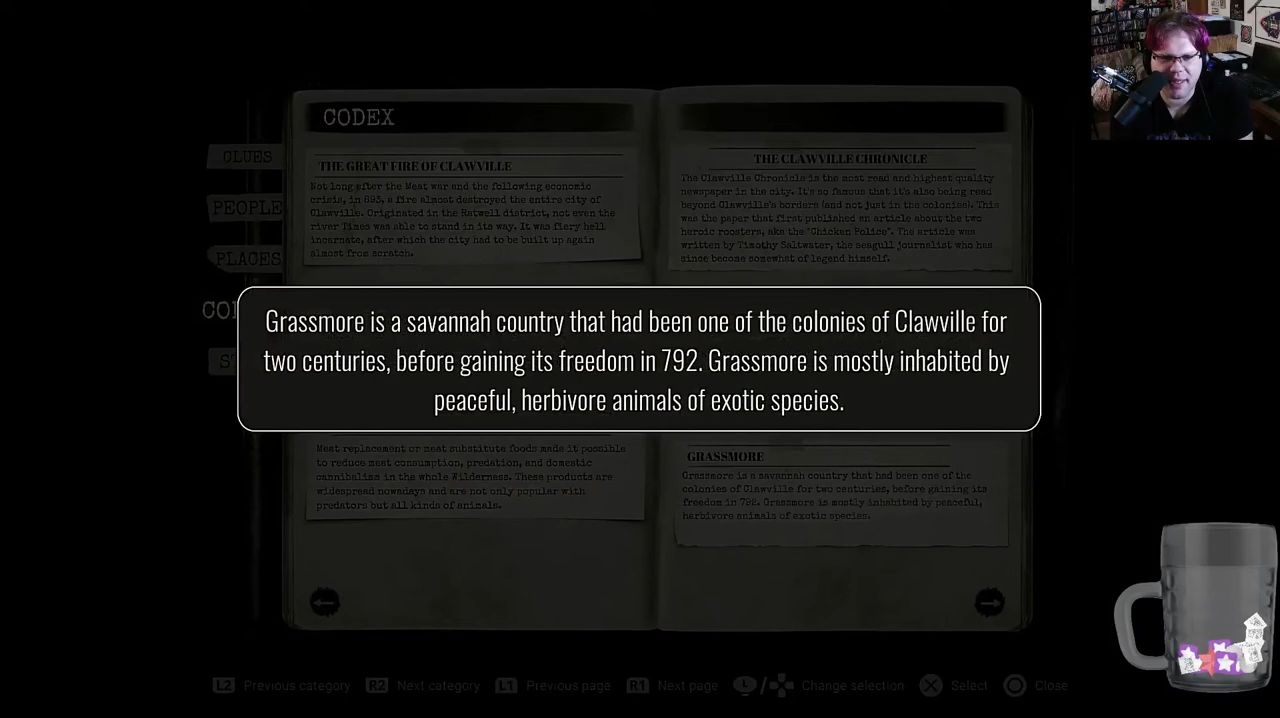 CODEX
CLUES
PEOPLE
PLACES
THE GREAT FIRE OF CLAWVILLE
Not long after the Meat war and the following economic
crisis, in 893, a fire almost destroyed the entire city of
Clawville. Originated in the Ratwell district, not even the
river Times was able to stand in its way. It was fiery hell
incarnate, after which the city had to be built up again
almost from scratch.
THE CLAWVILLE CHRONICLE
The Clawville Chronicle is the most read and highest quality
newspaper in the city. It's so famous that it's also being read
beyond Clawville's borders (and not just in the colonies). This
was the paper that first published an article about the two
heroic roosters, aka the "Chicken Police". The article was
written by Timothy Saltwater, the seagull journalist who has
since become somewhat of legend himself.
Grassmore is a savannah country that had been one of the colonies of Clawville for
two centuries, before gaining its freedom in 792. Grassmore is mostly inhabited by
peaceful, herbivore animals of exotic species.
Meat replacement or meat substitute foods made it possible
to reduce meat consumption, predation, and domestic
cannibalism in the whole Wilderness. These products are
widespread nowadays and are not only popular with
predators but all kinds of animals.
GRASSMORE
Grassmore is a savannah country that had been one of the
colonies of Clawville for two centuries, before gaining its
freedom in 792. Grassmore is mostly inhabited by peaceful,
herbivore animals of exotic species.
L2 Previous category R2 Next category L1 Previous page R1 Next page L/ Change selection Select Close